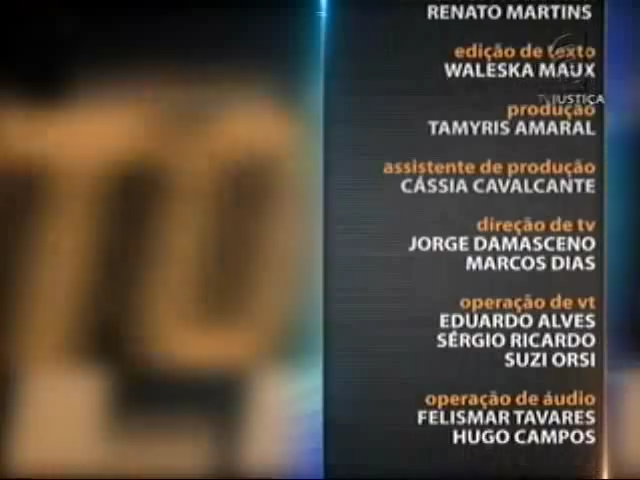 RENATO MARTINS
edição de texto
WALESKA MAUX
TV JUSTIÇA
produção
TAMYRIS AMARAL
assistente de produção
CÁSSIA CAVALCANTE
direção de tv
JORGE DAMASCENO
MARCOS DIAS
operação de vt
EDUARDO ALVES
SÉRGIO RICARDO
SUZI ORSI
operação de áudio
FELISMAR TAVARES
HUGO CAMPOS